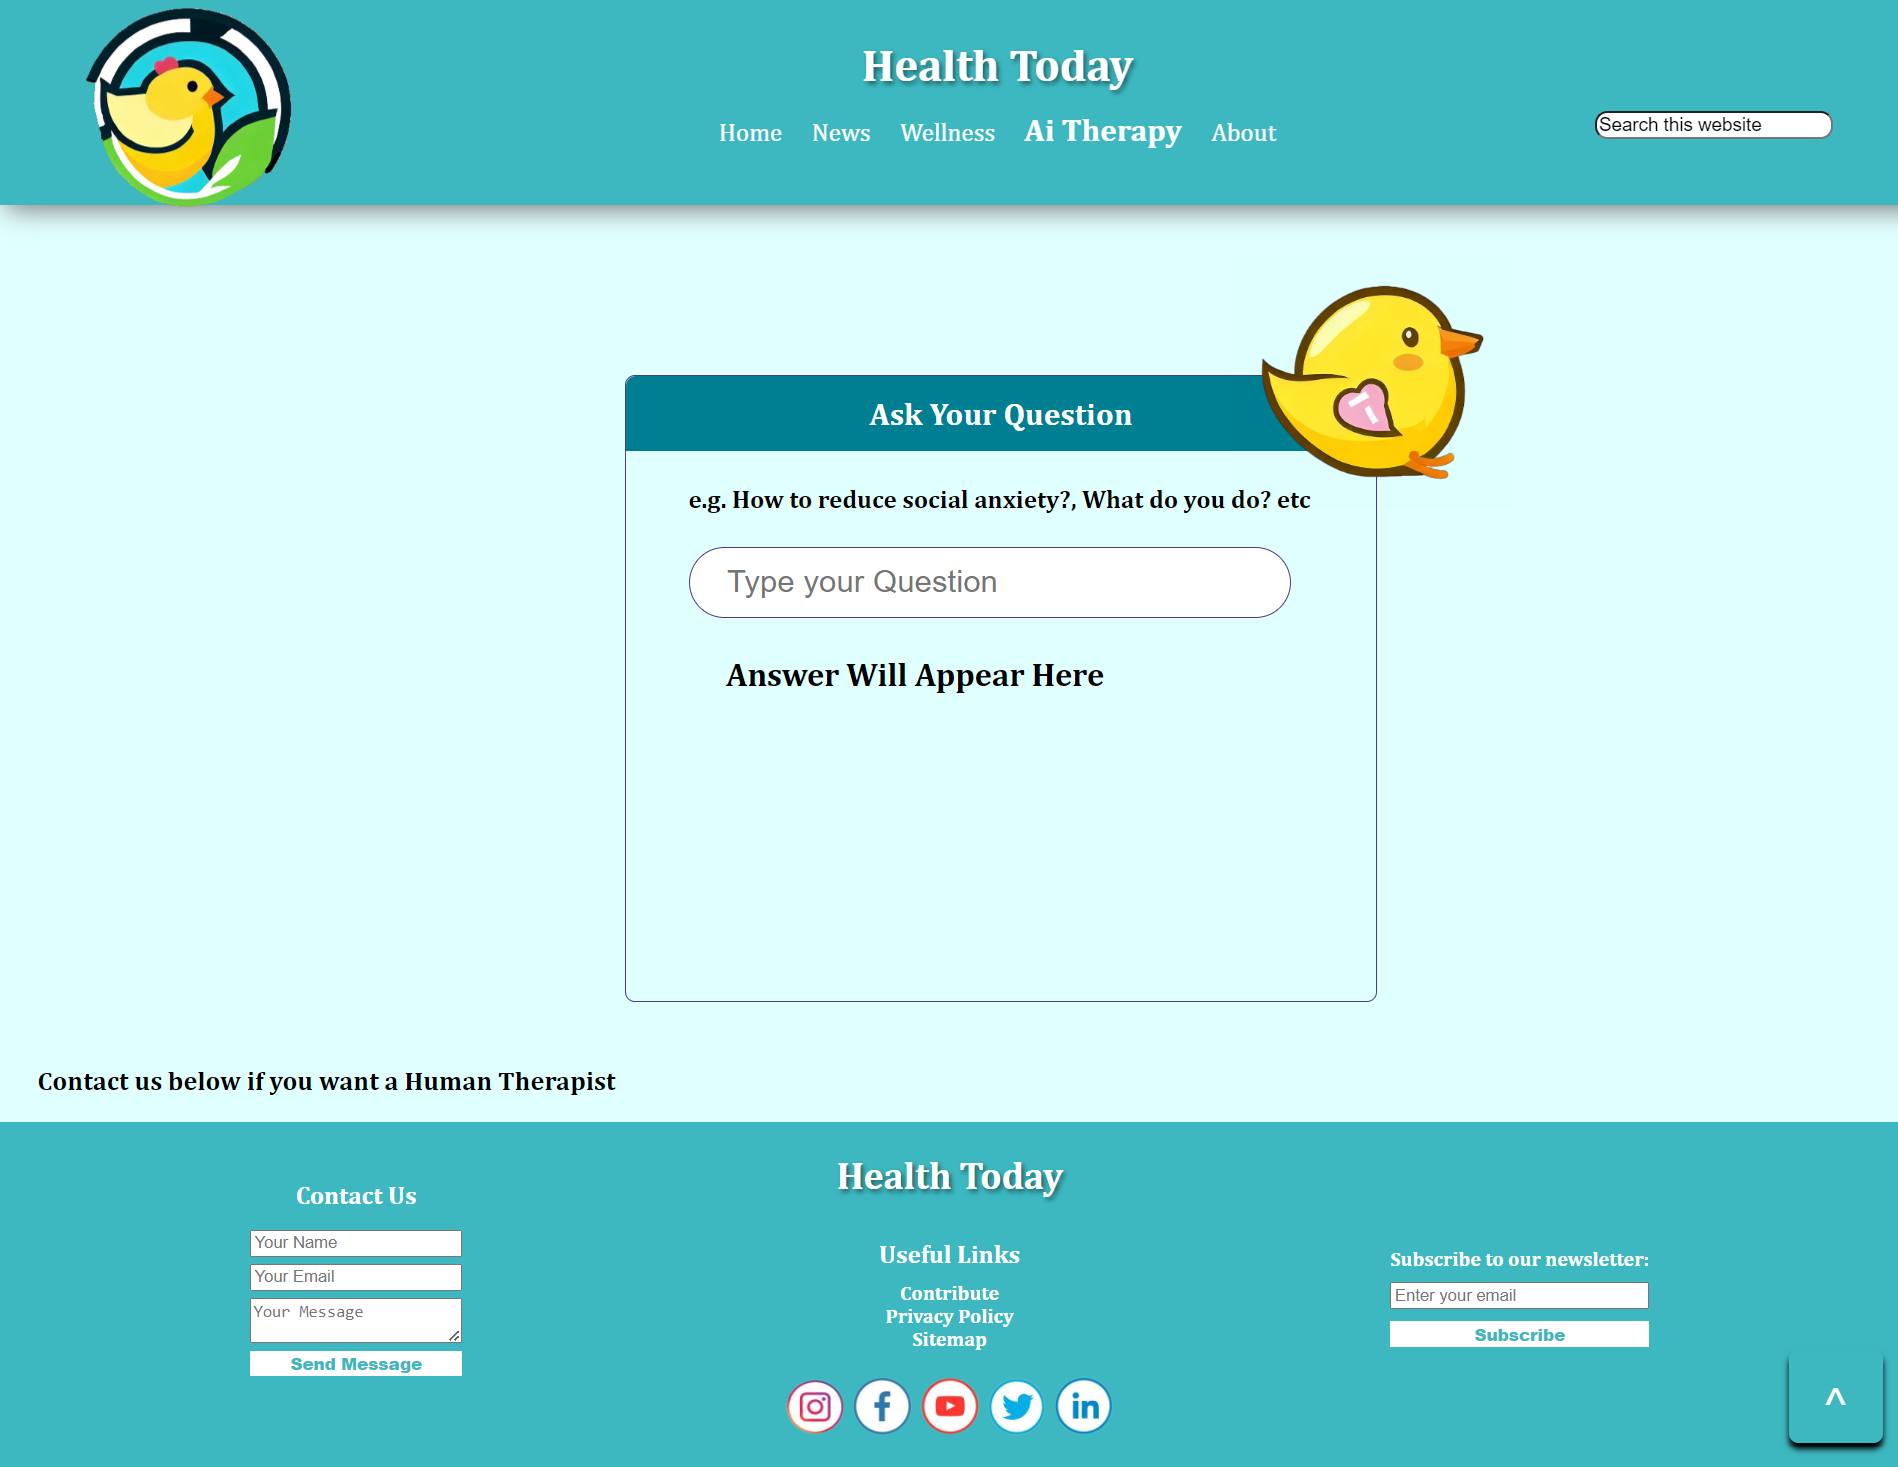 Health Today
Home News Wellness Ai Therapy About
Search this website
Ask Your Question
T
e.g. How to reduce social anxiety?, What do you do? etc
Type your Question
Answer Will Appear Here
Contact us below if you want a Human Therapist
Health Today
Contact Us
Your Name
Your Email
Your Message
Send Message
Useful Links
Contribute
Privacy Policy
Sitemap
Subscribe to our newsletter:
Enter your email
Subscribe
^